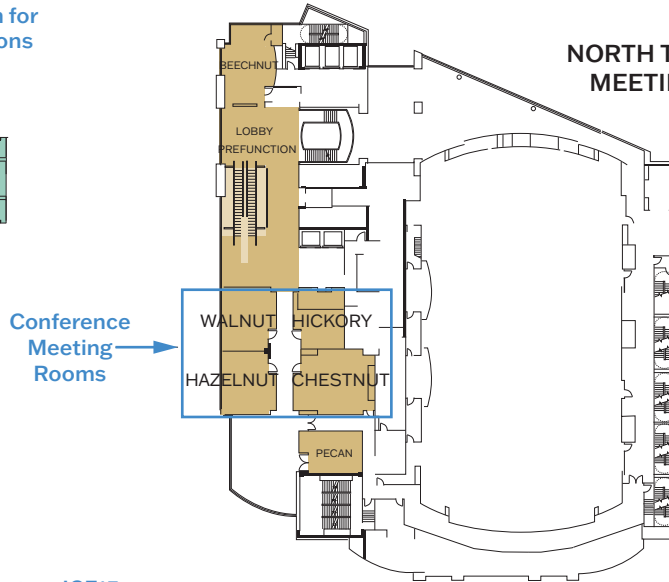 for
ons
NORTH T
MEETI
BEECHNUT
LOBBY
PREFUNCTION
WALNUT HICKORY
Conference
Meeting
Rooms
HAZELNUT CHESTNUT
PECAN